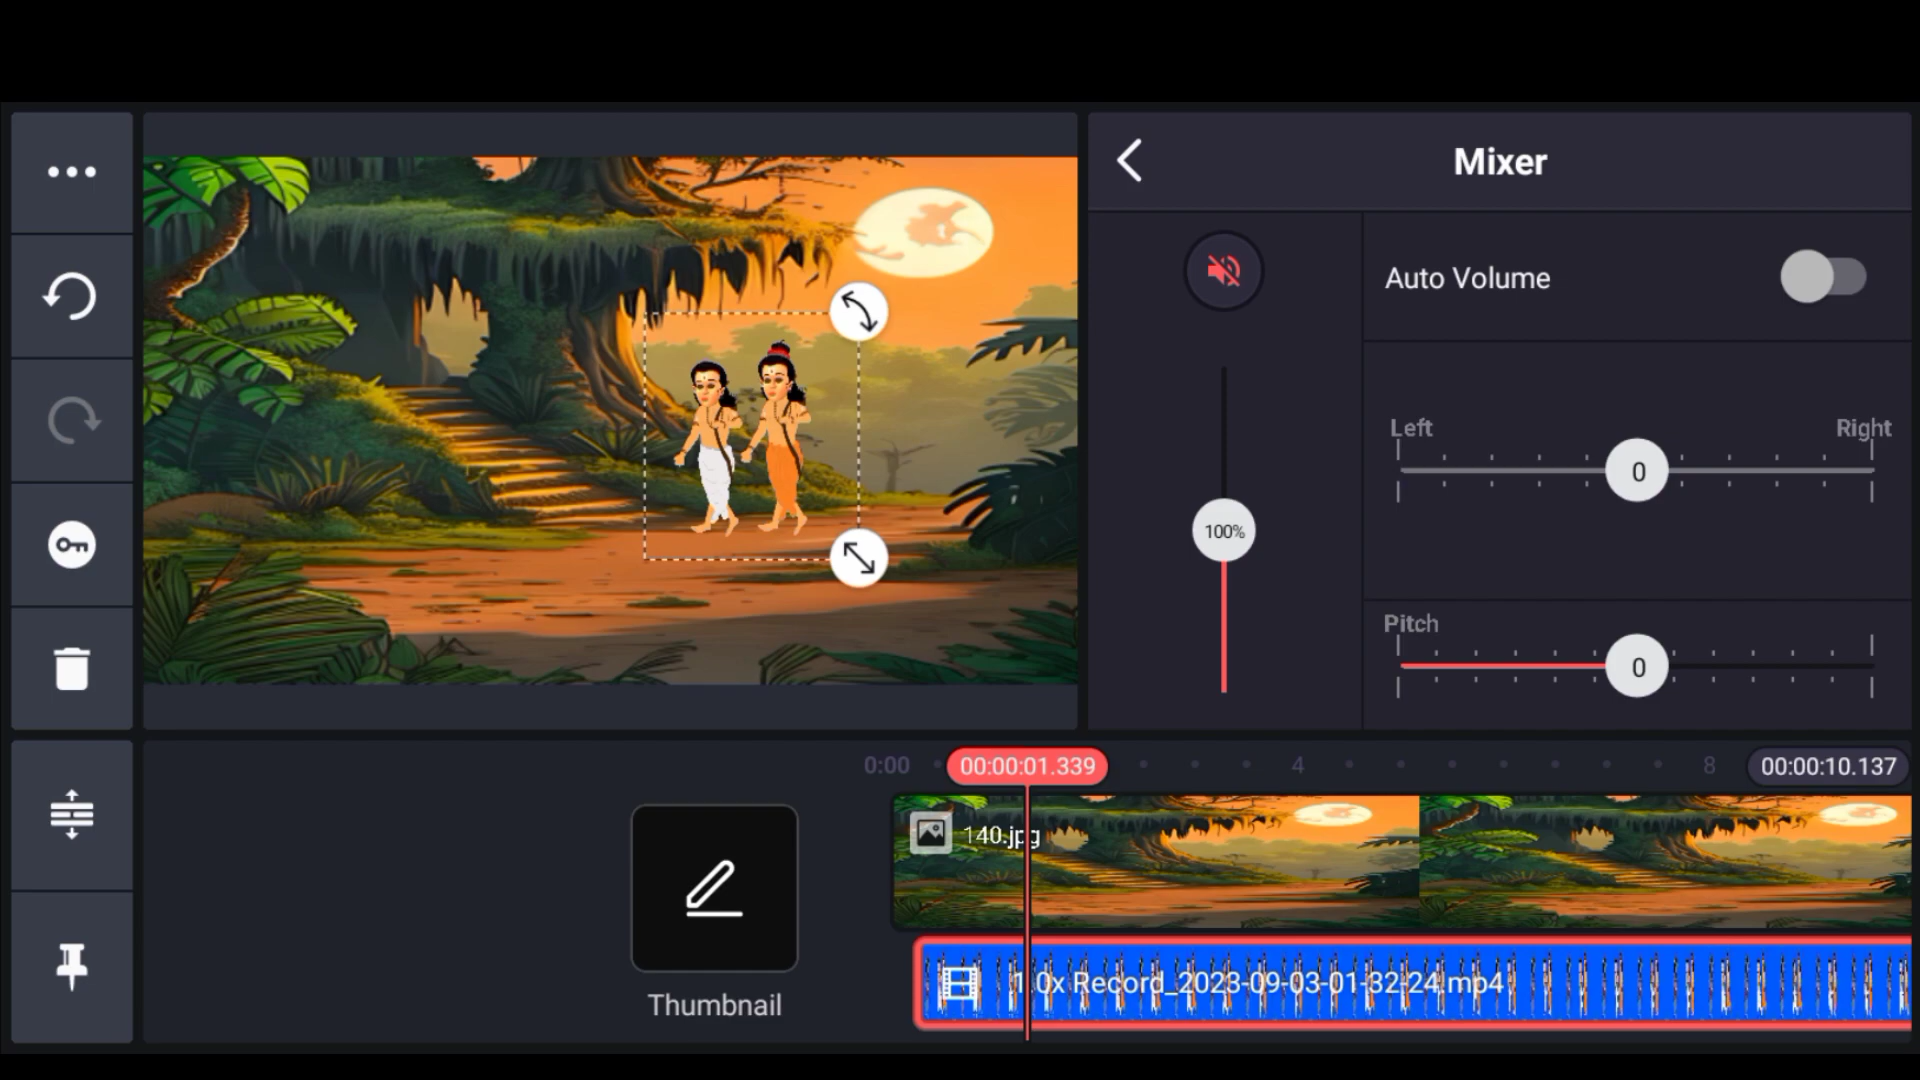 Mixer
Auto Volume
100%
Left
Right
0
Pitch
0
0:00
00:00:01.339
4
8
00:00:10.137
140.jpg
Thumbnail
1.0x Record_2023-09-03-01-32-24.mp4